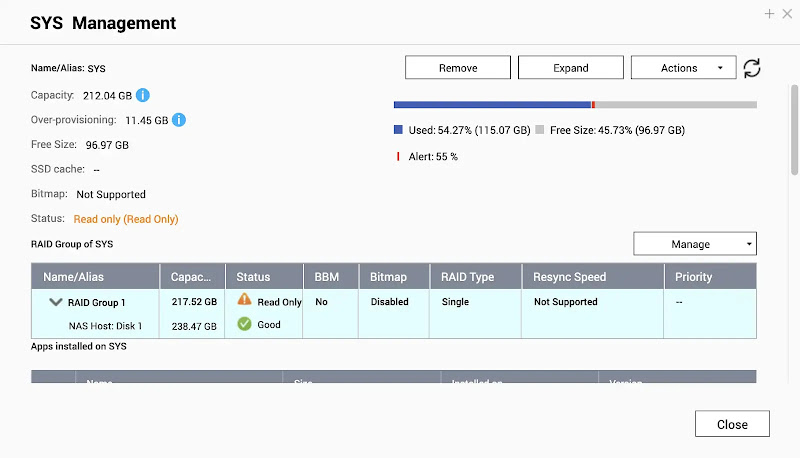 SYS Management
Name/Alias: SYS
Remove
Expand
Actions
Capacity: 212.04 GB
Over-provisioning: 11.45 GB
Used: 54.27% (115.07 GB)
Free Size: 45.73% (96.97 GB)
Free Size: 96.97 GB
Alert: 55 %
SSD cache: --
Bitmap: Not Supported
Status: Read only (Read Only)
RAID Group of SYS
Manage
Name/Alias Capac... Status BBM Bitmap RAID Type Resync Speed Priority
RAID Group 1 217.52 GB Read Only No Disabled Single Not Supported --
NAS Host: Disk 1 238.47 GB Good
Apps installed on SYS
Name Size Installed on Version
Close